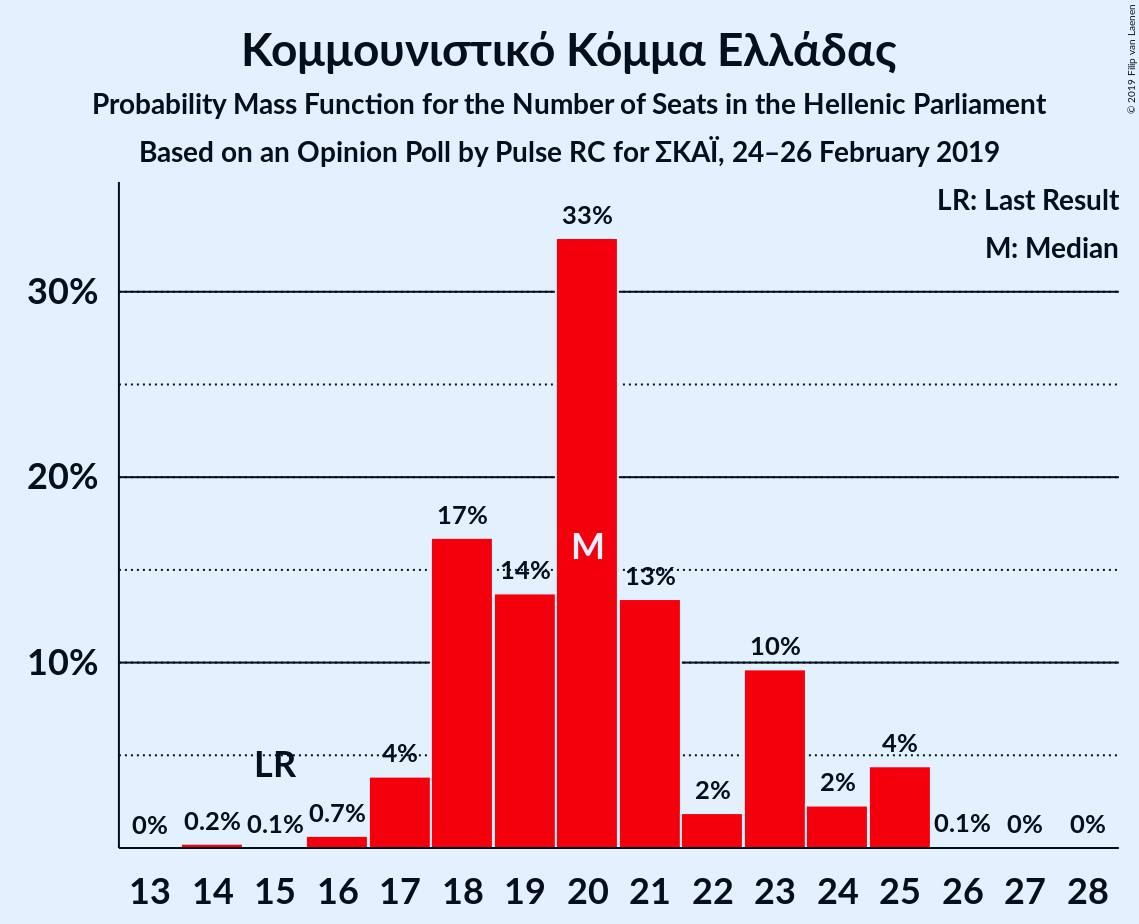 Κομμουνιστικό Κόμμα Ελλάδας
Probability Mass Function for the Number of Seats in the Hellenic Parliament
Based on an Opinion Poll by Pulse RC for ΣΚΑΪ, 24–26 February 2019
© 2019 Filip van Laenen
LR: Last Result
M: Median
33%
30%
20%
17%
M
14%
13%
10%
10%
LR
4%
4%
2%
2%
0%
0.2%
0.1%
0.7%
0.1%
0%
0%
13 14 15 16 17 18 19 20 21 22 23 24 25 26 27 28